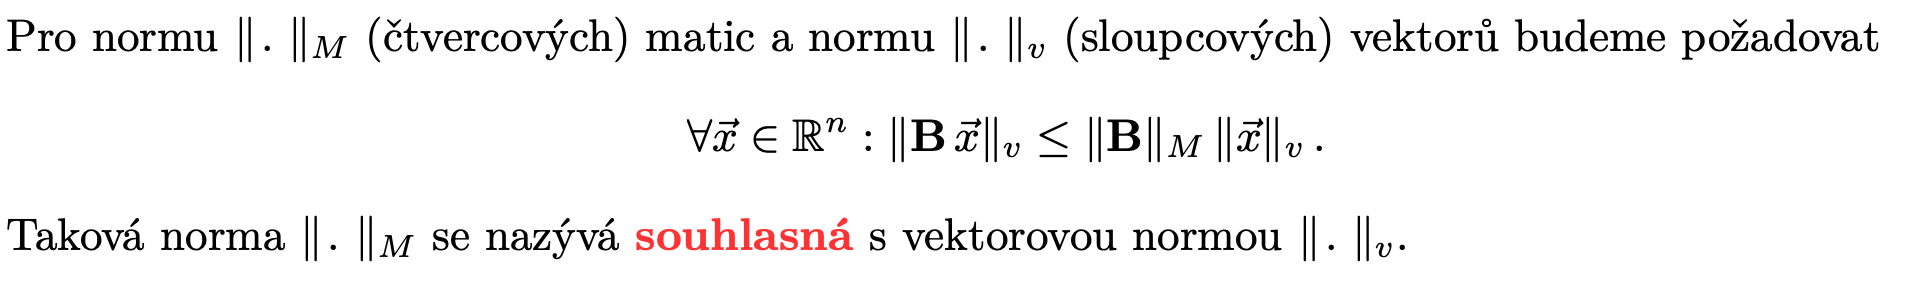 Pro normu ‖ . ‖_M (čtvercových) matic a normu ‖ . ‖_v (sloupcových) vektorů budeme požadovat
∀x⃗ ∈ ℝⁿ : ‖B x⃗‖_v ≤ ‖B‖_M ‖x⃗‖_v .
Taková norma ‖ . ‖_M se nazývá souhlasná s vektorovou normou ‖ . ‖_v.